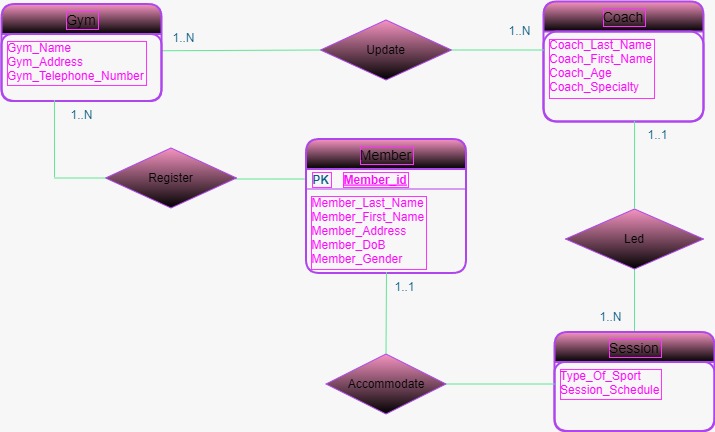 Gym
Gym_Name
Gym_Address
Gym_Telephone_Number
1..N
Update
1..N
Coach
Coach_Last_Name
Coach_First_Name
Coach_Age
Coach_Specialty
1..N
Register
Member
PK Member_id
Member_Last_Name
Member_First_Name
Member_Address
Member_DoB
Member_Gender
1..1
Led
1..1
Accommodate
1..N
Session
Type_Of_Sport
Session_Schedule